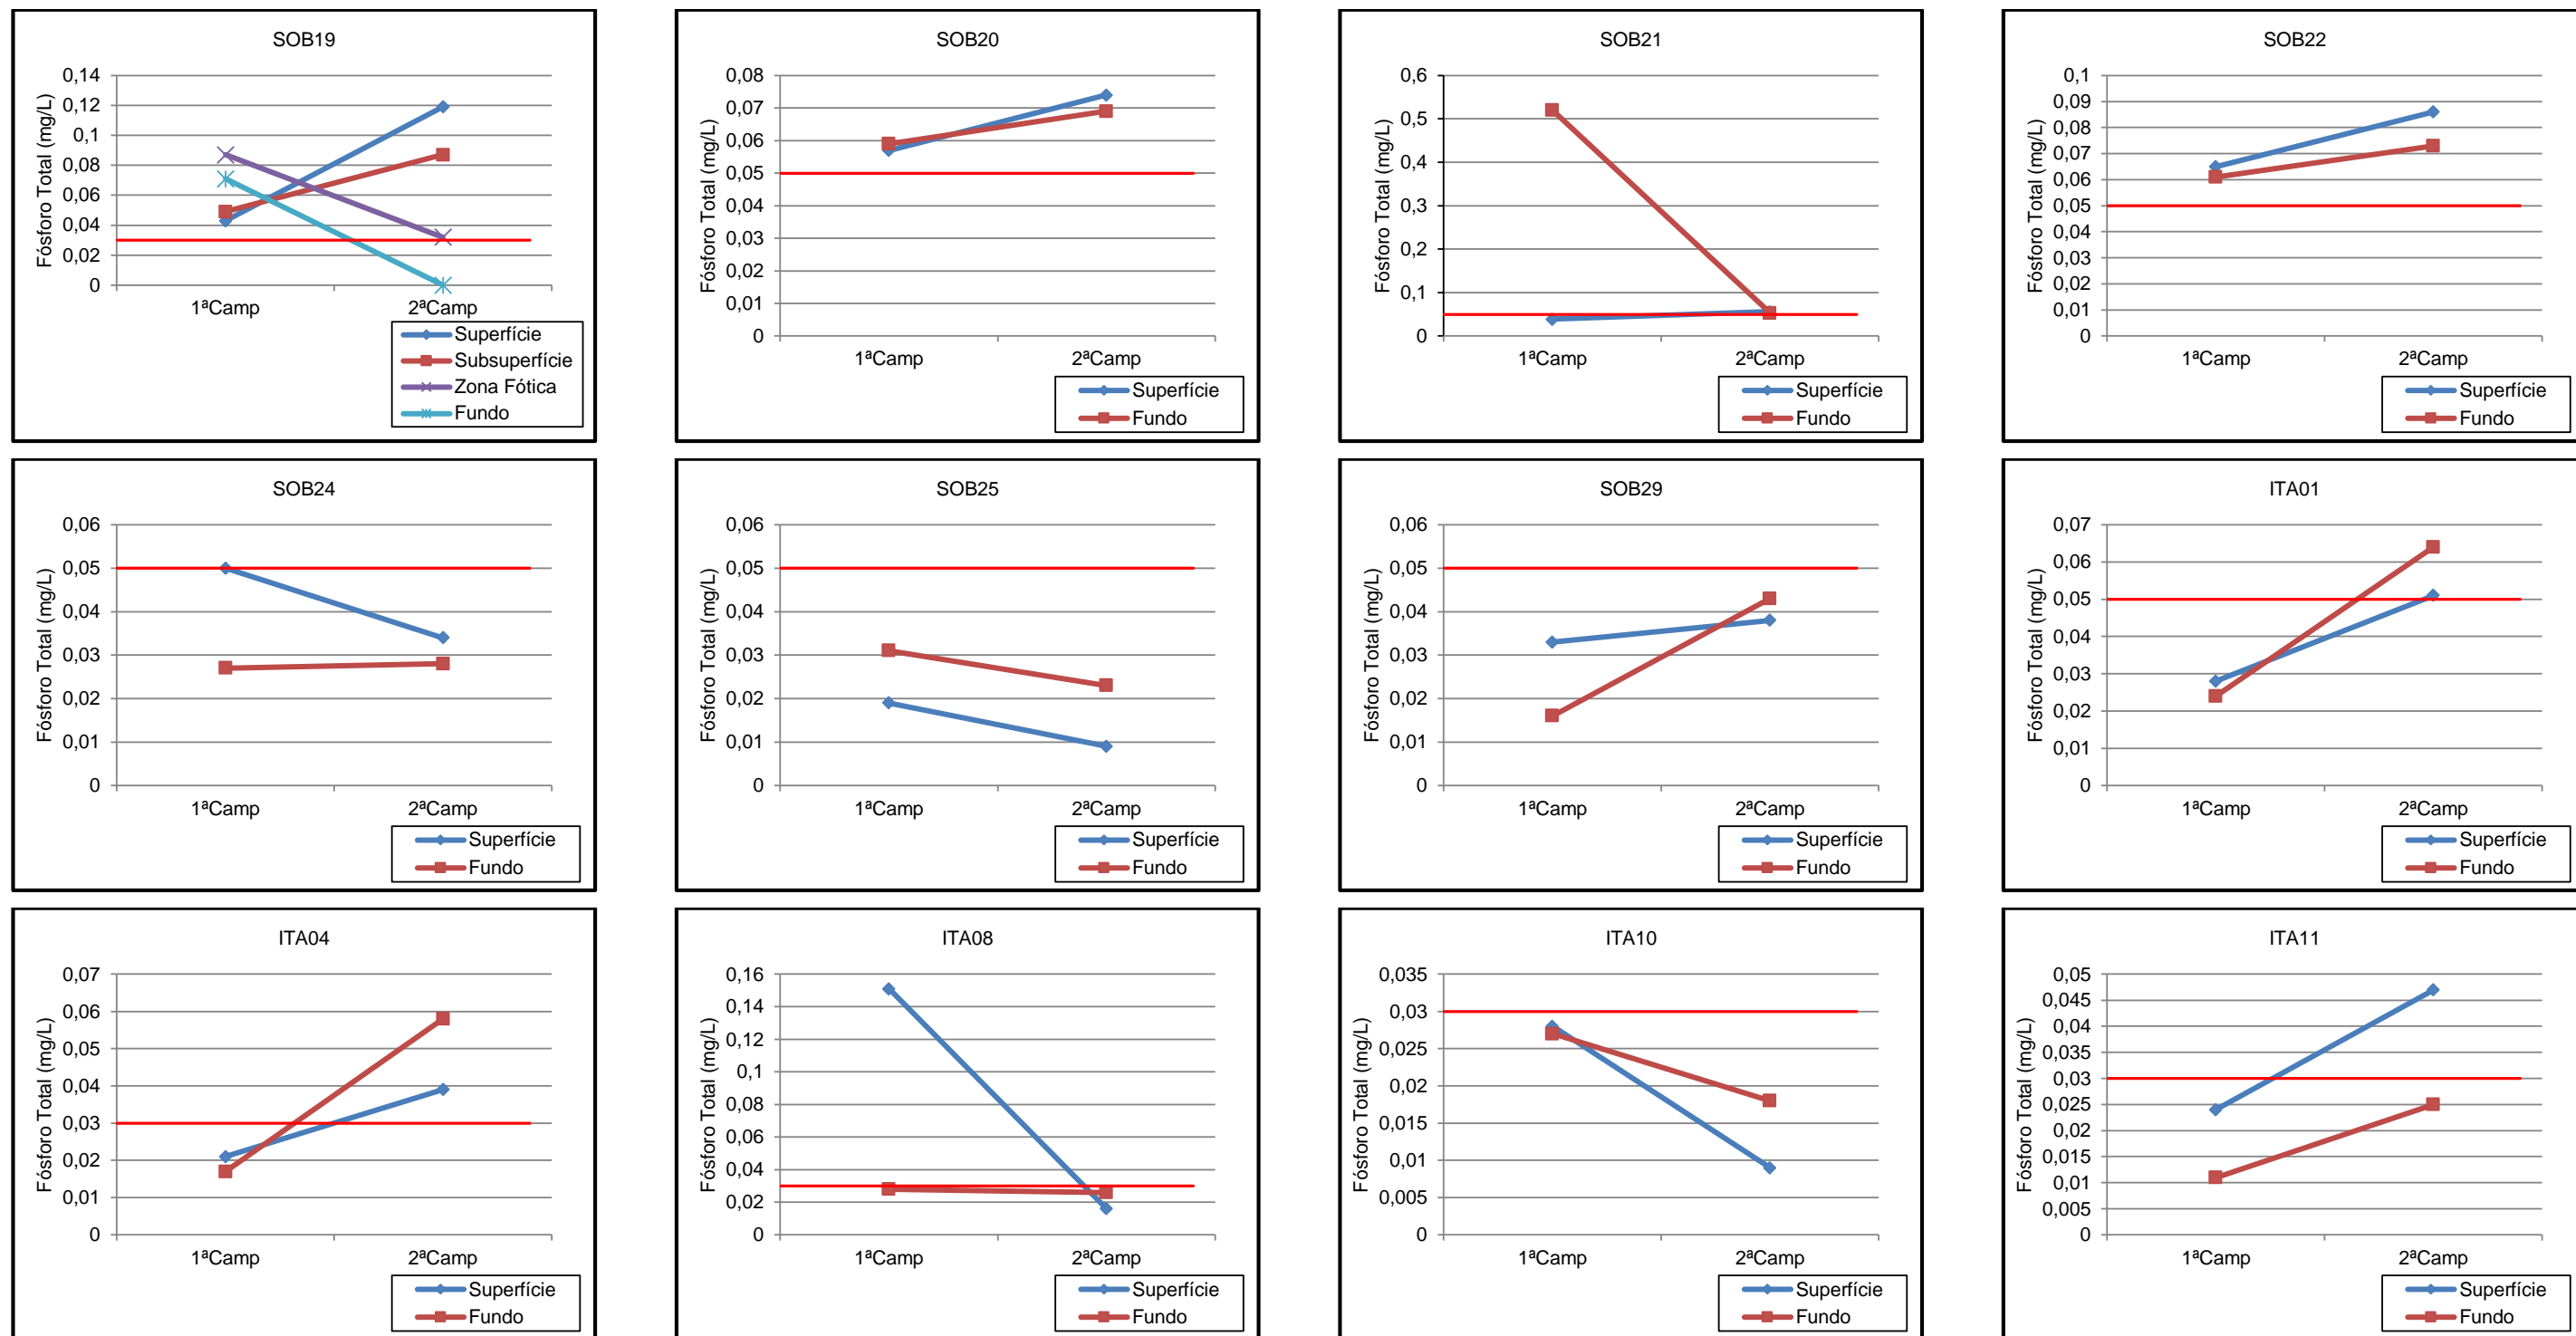 SOB19
Fósforo Total (mg/L)
0,14
0,12
0,1
0,08
0,06
0,04
0,02
0
1ªCamp
2ªCamp
Superfície
Subsuperfície
Zona Fótica
Fundo
SOB20
Fósforo Total (mg/L)
0,08
0,07
0,06
0,05
0,04
0,03
0,02
0,01
0
1ªCamp
2ªCamp
Superfície
Fundo
SOB21
Fósforo Total (mg/L)
0,6
0,5
0,4
0,3
0,2
0,1
0
1ªCamp
2ªCamp
Superfície
Fundo
SOB22
Fósforo Total (mg/L)
0,1
0,09
0,08
0,07
0,06
0,05
0,04
0,03
0,02
0,01
0
1ªCamp
2ªCamp
Superfície
Fundo
SOB24
Fósforo Total (mg/L)
0,06
0,05
0,04
0,03
0,02
0,01
0
1ªCamp
2ªCamp
Superfície
Fundo
SOB25
Fósforo Total (mg/L)
0,06
0,05
0,04
0,03
0,02
0,01
0
1ªCamp
2ªCamp
Superfície
Fundo
SOB29
Fósforo Total (mg/L)
0,06
0,05
0,04
0,03
0,02
0,01
0
1ªCamp
2ªCamp
Superfície
Fundo
ITA01
Fósforo Total (mg/L)
0,07
0,06
0,05
0,04
0,03
0,02
0,01
0
1ªCamp
2ªCamp
Superfície
Fundo
ITA04
Fósforo Total (mg/L)
0,07
0,06
0,05
0,04
0,03
0,02
0,01
0
1ªCamp
2ªCamp
Superfície
Fundo
ITA08
Fósforo Total (mg/L)
0,16
0,14
0,12
0,1
0,08
0,06
0,04
0,02
0
1ªCamp
2ªCamp
Superfície
Fundo
ITA10
Fósforo Total (mg/L)
0,035
0,03
0,025
0,02
0,015
0,01
0,005
0
1ªCamp
2ªCamp
Superfície
Fundo
ITA11
Fósforo Total (mg/L)
0,05
0,045
0,04
0,035
0,03
0,025
0,02
0,015
0,01
0,005
0
1ªCamp
2ªCamp
Superfície
Fundo